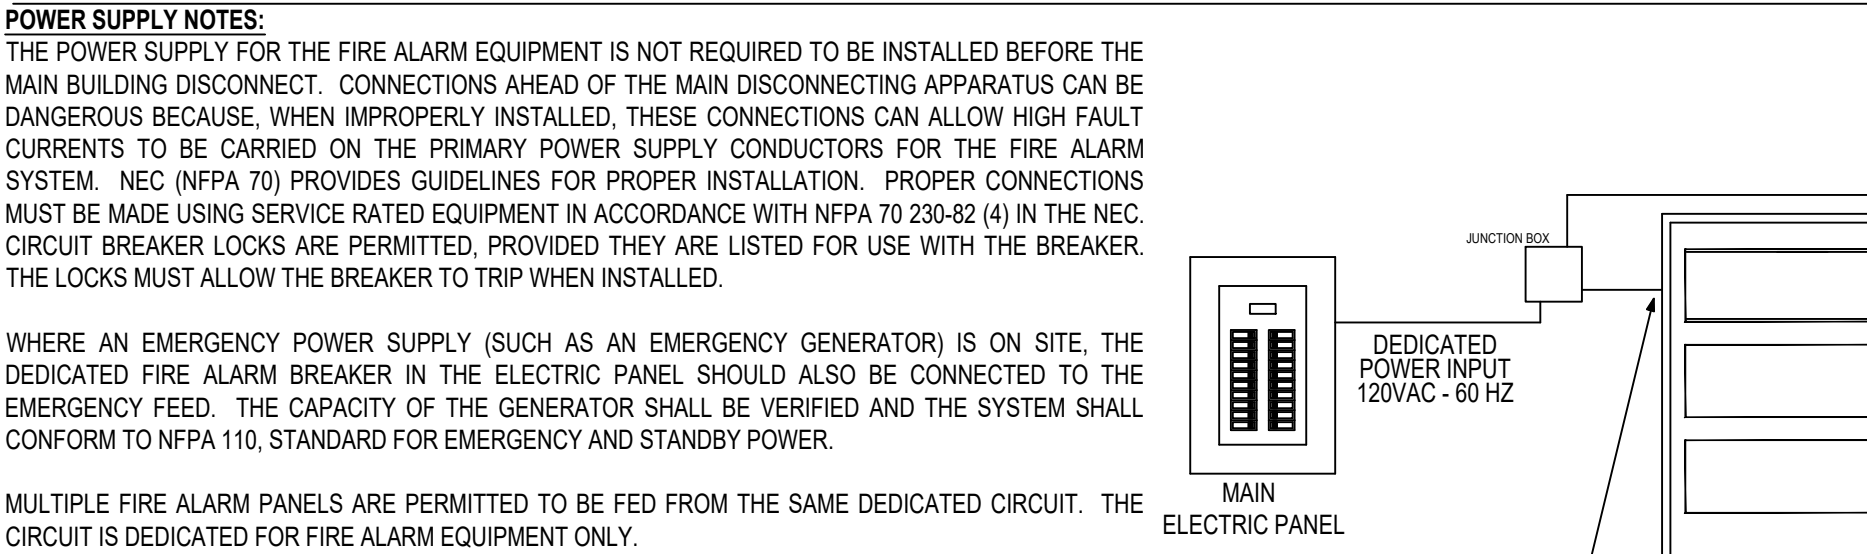 POWER SUPPLY NOTES:
THE POWER SUPPLY FOR THE FIRE ALARM EQUIPMENT IS NOT REQUIRED TO BE INSTALLED BEFORE THE
MAIN BUILDING DISCONNECT. CONNECTIONS AHEAD OF THE MAIN DISCONNECTING APPARATUS CAN BE
DANGEROUS BECAUSE, WHEN IMPROPERLY INSTALLED, THESE CONNECTIONS CAN ALLOW HIGH FAULT
CURRENTS TO BE CARRIED ON THE PRIMARY POWER SUPPLY CONDUCTORS FOR THE FIRE ALARM
SYSTEM. NEC (NFPA 70) PROVIDES GUIDELINES FOR PROPER INSTALLATION. PROPER CONNECTIONS
MUST BE MADE USING SERVICE RATED EQUIPMENT IN ACCORDANCE WITH NFPA 70 230-82 (4) IN THE NEC.
CIRCUIT BREAKER LOCKS ARE PERMITTED, PROVIDED THEY ARE LISTED FOR USE WITH THE BREAKER.
THE LOCKS MUST ALLOW THE BREAKER TO TRIP WHEN INSTALLED.
WHERE AN EMERGENCY POWER SUPPLY (SUCH AS AN EMERGENCY GENERATOR) IS ON SITE, THE
DEDICATED FIRE ALARM BREAKER IN THE ELECTRIC PANEL SHOULD ALSO BE CONNECTED TO THE
EMERGENCY FEED. THE CAPACITY OF THE GENERATOR SHALL BE VERIFIED AND THE SYSTEM SHALL
CONFORM TO NFPA 110, STANDARD FOR EMERGENCY AND STANDBY POWER.
MULTIPLE FIRE ALARM PANELS ARE PERMITTED TO BE FED FROM THE SAME DEDICATED CIRCUIT. THE
CIRCUIT IS DEDICATED FOR FIRE ALARM EQUIPMENT ONLY.
JUNCTION BOX
DEDICATED
POWER INPUT
120VAC - 60 HZ
MAIN
ELECTRIC PANEL